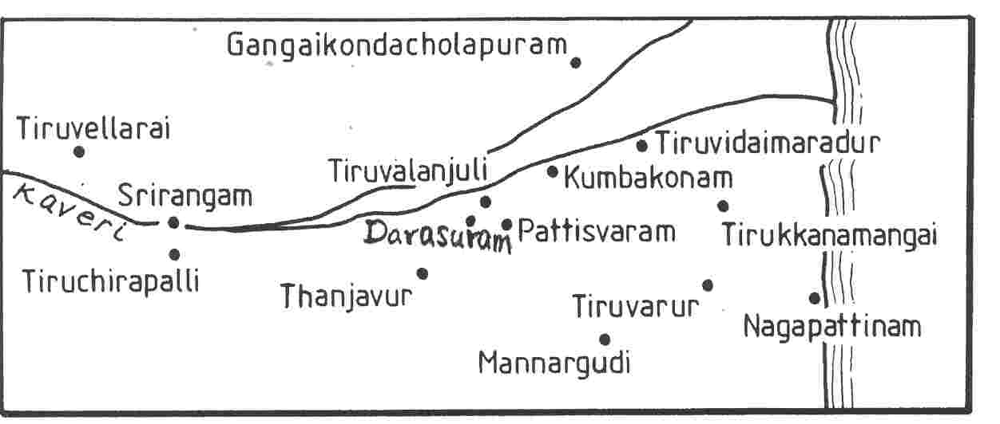 Gangaikondacholapuram
Tiruvellarai
Tiruvidaimaradur
Tiruvalanjuli
Kumbakonam
Srirangam
Kaveri
Darasuram
Pattisvaram
Tirukkanamangai
Tiruchirapalli
Thanjavur
Tiruvarur
Nagapattinam
Mannargudi